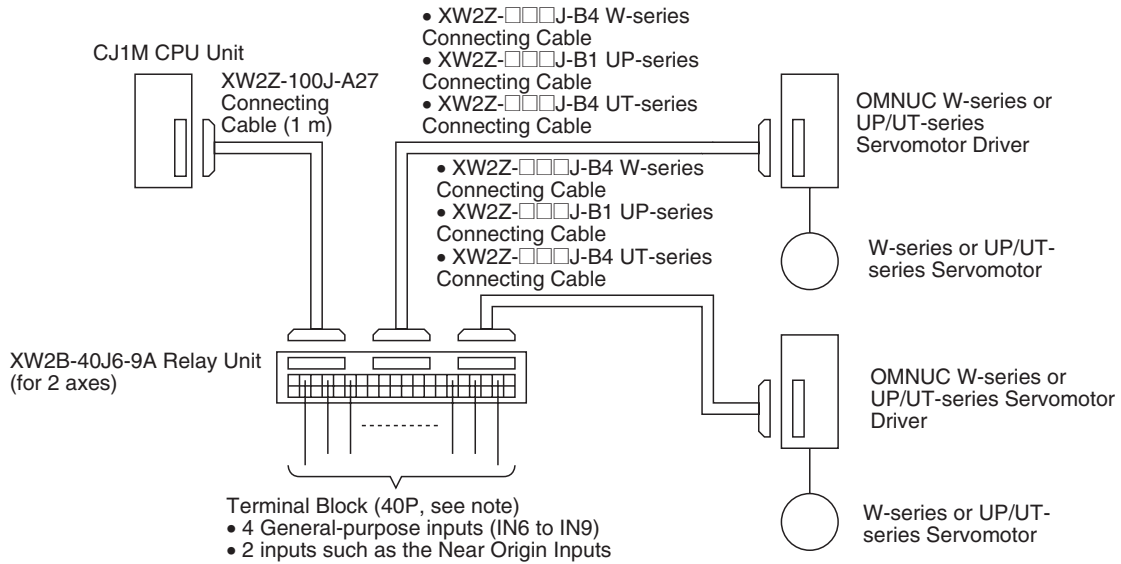 • XW2Z-□□□J-B4 W-series
Connecting Cable
• XW2Z-□□□J-B1 UP-series
Connecting Cable
• XW2Z-□□□J-B4 UT-series
Connecting Cable
CJ1M CPU Unit
XW2Z-100J-A27
Connecting
Cable (1 m)
OMNUC W-series or
UP/UT-series
Servomotor Driver
• XW2Z-□□□J-B4 W-series
Connecting Cable
• XW2Z-□□□J-B1 UP-series
Connecting Cable
• XW2Z-□□□J-B4 UT-series
Connecting Cable
W-series or UP/UT-
series Servomotor
XW2B-40J6-9A Relay Unit
(for 2 axes)
OMNUC W-series or
UP/UT-series Servomotor
Driver
Terminal Block (40P, see note)
• 4 General-purpose inputs (IN6 to IN9)
• 2 inputs such as the Near Origin Inputs
W-series or UP/UT-
series Servomotor